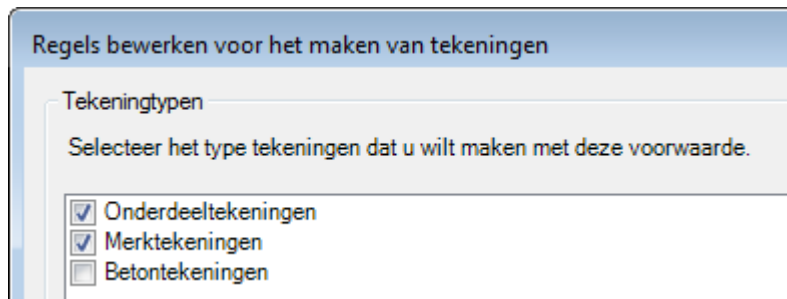 Regels bewerken voor het maken van tekeningen
Tekeningtypen
Selecteer het type tekeningen dat u wilt maken met deze voorwaarde.
Onderdeeltekeningen
Merktekeningen
Betontekeningen